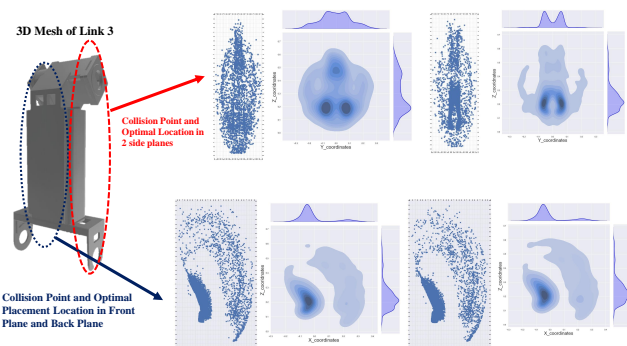 3D Mesh of Link 3
Collision Point and
Optimal Location in
2 side planes
Z_coordinates
Y_coordinates
Z_coordinates
Y_coordinates
Collision Point and Optimal
Placement Location in Front
Plane and Back Plane
Z_coordinates
X_coordinates
Z_coordinates
X_coordinates